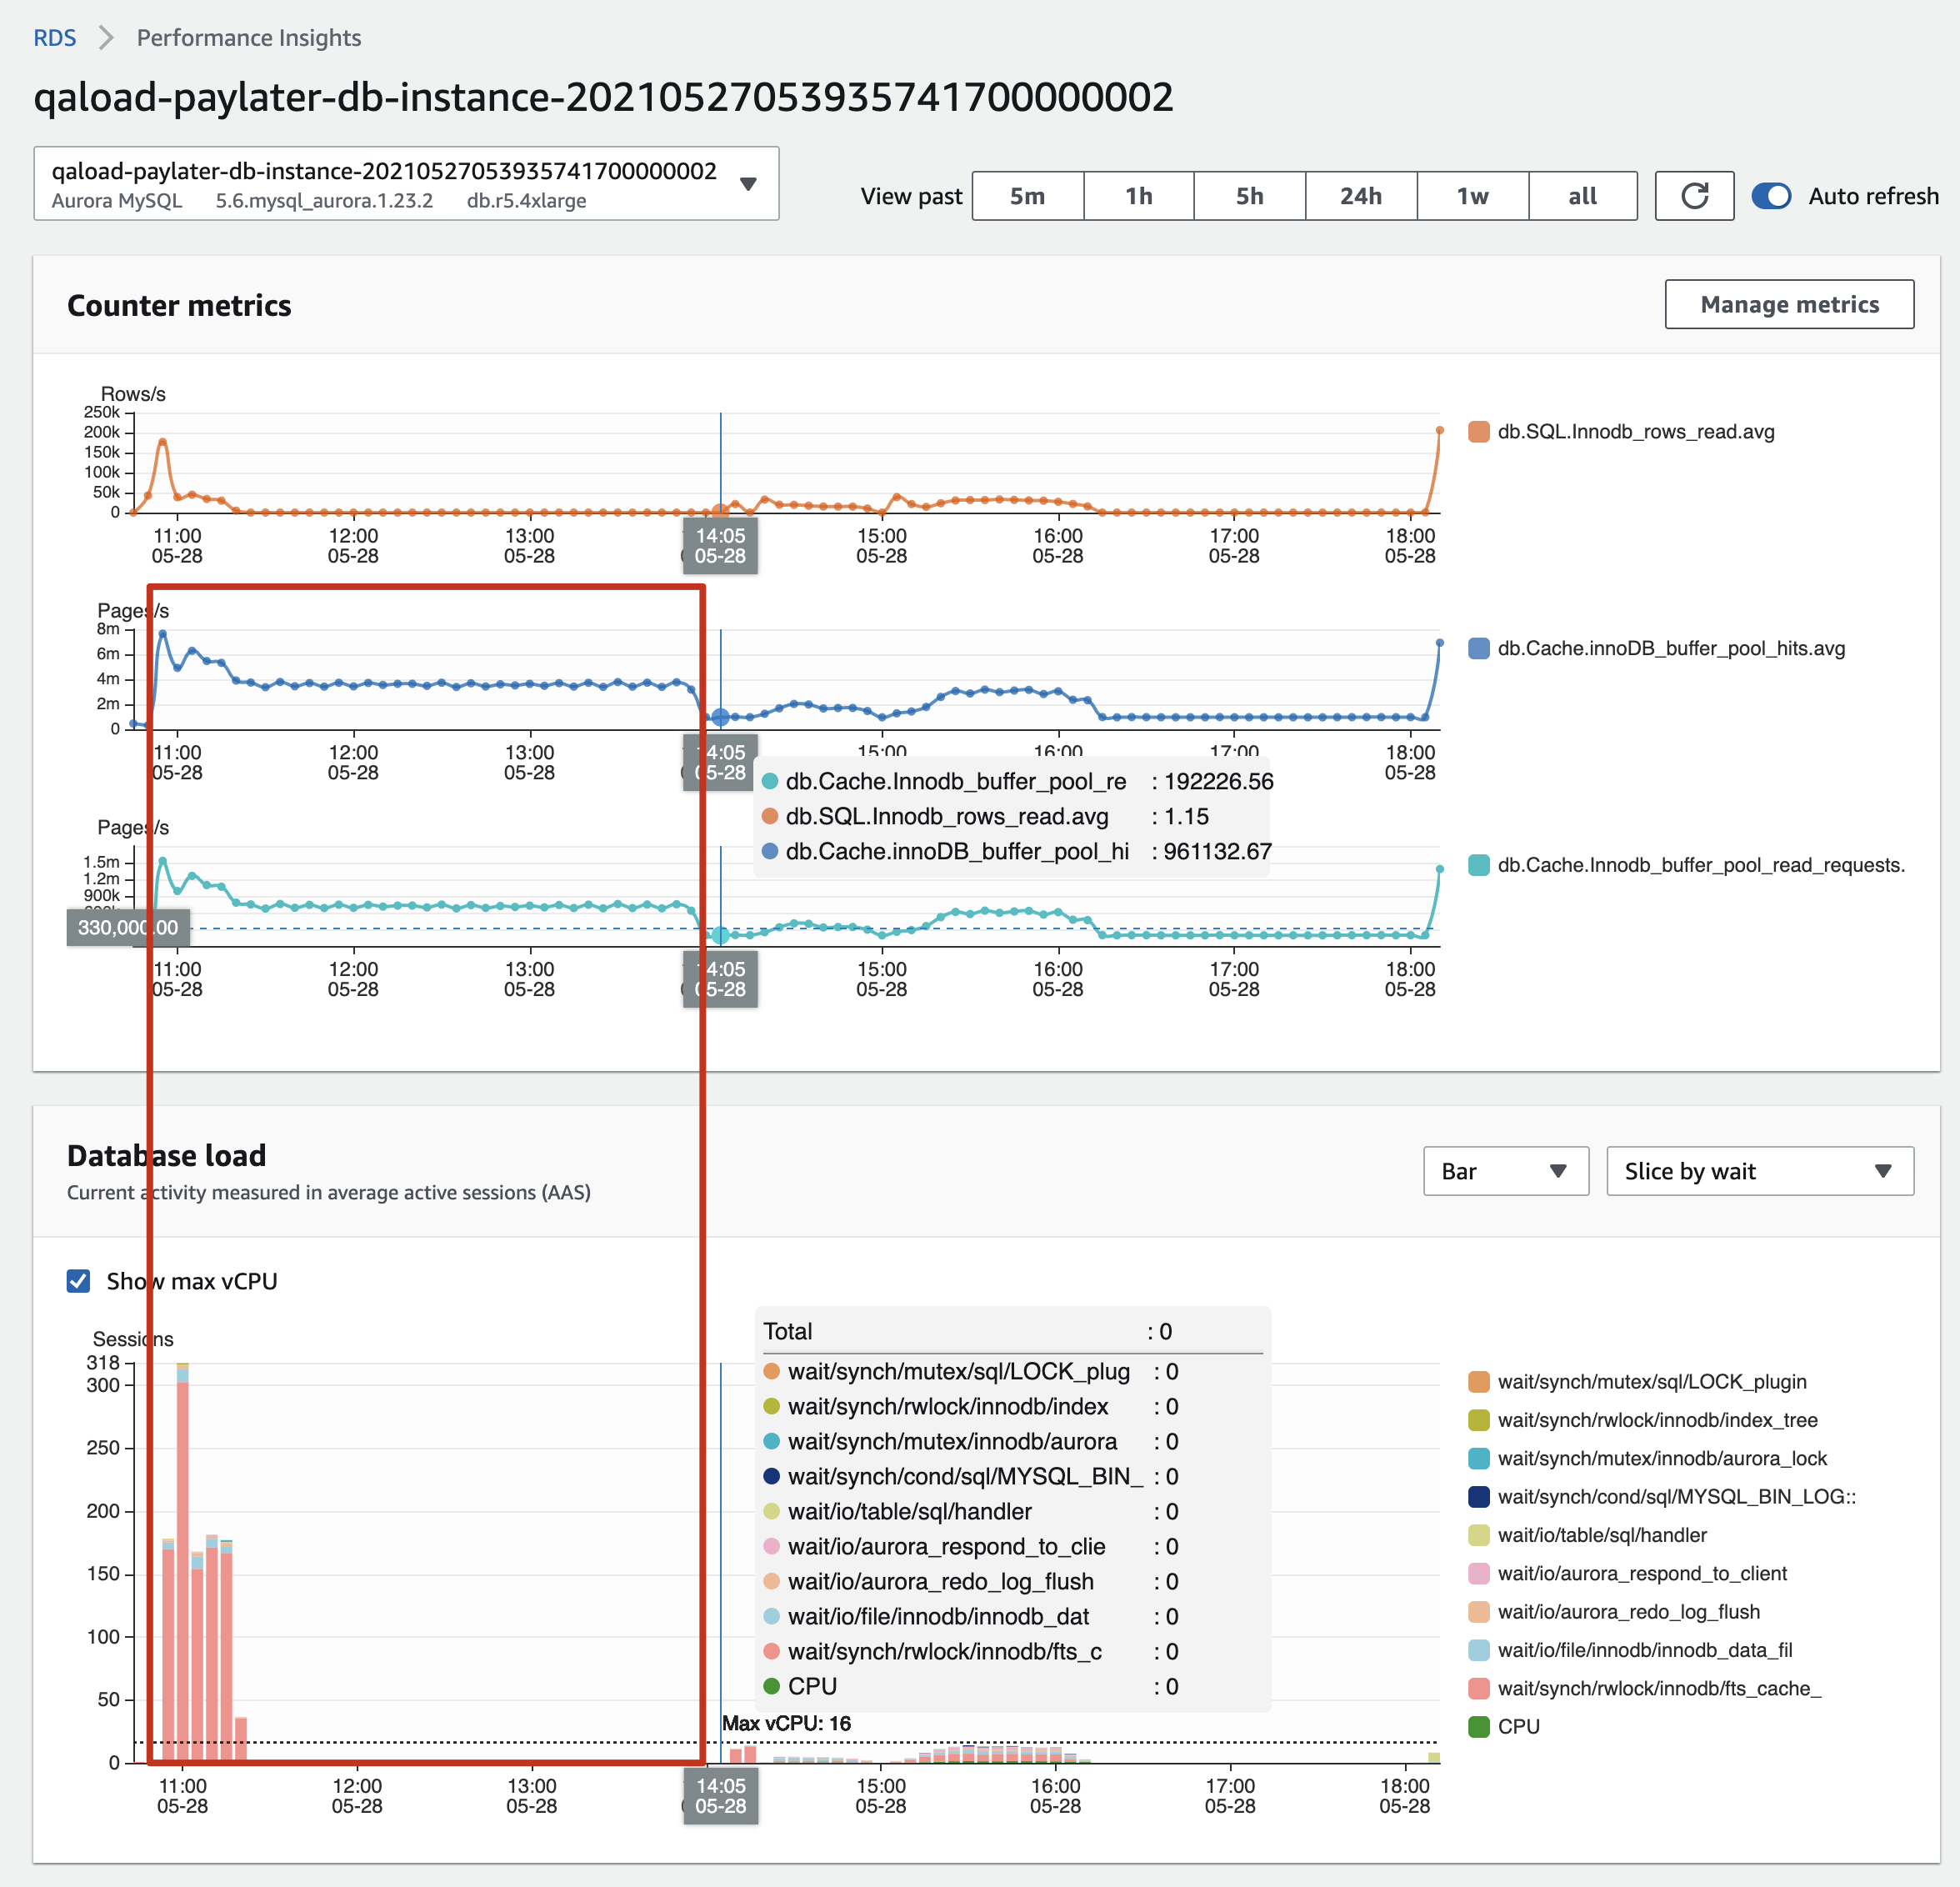 RDS > Performance Insights
qaload-paylater-db-instance-20210527053935741700000002
qaload-paylater-db-instance-20210527053935741700000002
Aurora MySQL 5.6.mysql_aurora.1.23.2 db.r5.4xlarge
View past 5m 1h 5h 24h 1w all Auto refresh
Counter metrics
Manage metrics
Rows/s
250k
200k
150k
100k
50k
0
11:00 12:00 13:00 14:05 15:00 16:00 17:00 18:00
05-28 05-28 05-28 05-28 05-28 05-28 05-28 05-28
db.SQL.Innodb_rows_read.avg
Pages/s
8m
6m
4m
2m
0
11:00 12:00 13:00 14:05 15:00 16:00 17:00 18:00
05-28 05-28 05-28 05-28 05-28
db.Cache.innoDB_buffer_pool_hits.avg
db.Cache.Innodb_buffer_pool_re : 192226.56
db.SQL.Innodb_rows_read.avg : 1.15
db.Cache.innoDB_buffer_pool_hi : 961132.67
Pages/s
1.5m
1.2m
900k
330,000.00
11:00 12:00 13:00 14:05 15:00 16:00 17:00 18:00
05-28 05-28 05-28 05-28 05-28 05-28 05-28 05-28
db.Cache.Innodb_buffer_pool_read_requests.
Database load
Current activity measured in average active sessions (AAS)
Bar
Slice by wait
Show max vCPU
Sessions
318
300
250
200
150
100
50
0
Total : 0
wait/synch/mutex/sql/LOCK_plug : 0
wait/synch/rwlock/innodb/index : 0
wait/synch/mutex/innodb/aurora : 0
wait/synch/cond/sql/MYSQL_BIN_ : 0
wait/io/table/sql/handler : 0
wait/io/aurora_respond_to_clie : 0
wait/io/aurora_redo_log_flush : 0
wait/io/file/innodb/innodb_dat : 0
wait/synch/rwlock/innodb/fts_c : 0
CPU : 0
Max vCPU: 16
11:00 12:00 13:00 14:05 15:00 16:00 17:00 18:00
05-28 05-28 05-28 05-28 05-28 05-28 05-28 05-28
wait/synch/mutex/sql/LOCK_plugin
wait/synch/rwlock/innodb/index_tree
wait/synch/mutex/innodb/aurora_lock
wait/synch/cond/sql/MYSQL_BIN_LOG::
wait/io/table/sql/handler
wait/io/aurora_respond_to_client
wait/io/aurora_redo_log_flush
wait/io/file/innodb/innodb_data_fil
wait/synch/rwlock/innodb/fts_cache_
CPU